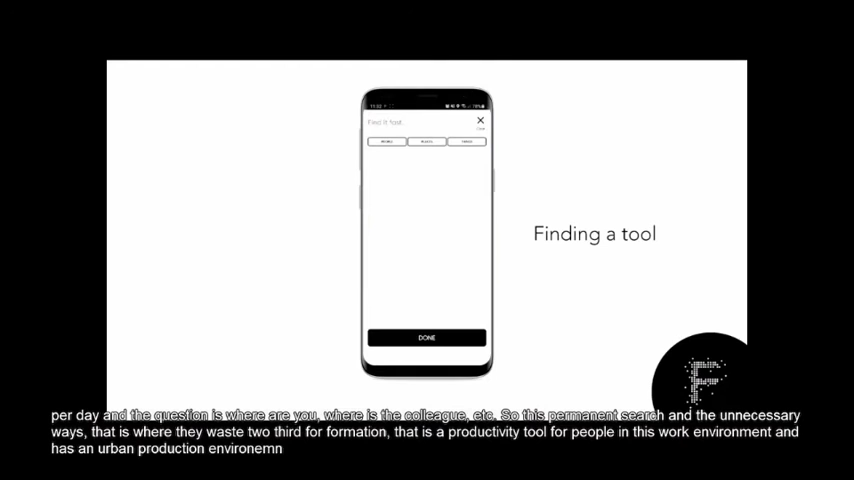 Find it fast.
Finding a tool
DONE
per day and the question is where are you, where is the colleague, etc. So this permanent search and the unnecessary
ways, that is where they waste two third for formation, that is a productivity tool for people in this work environment and
has an urban production environemn